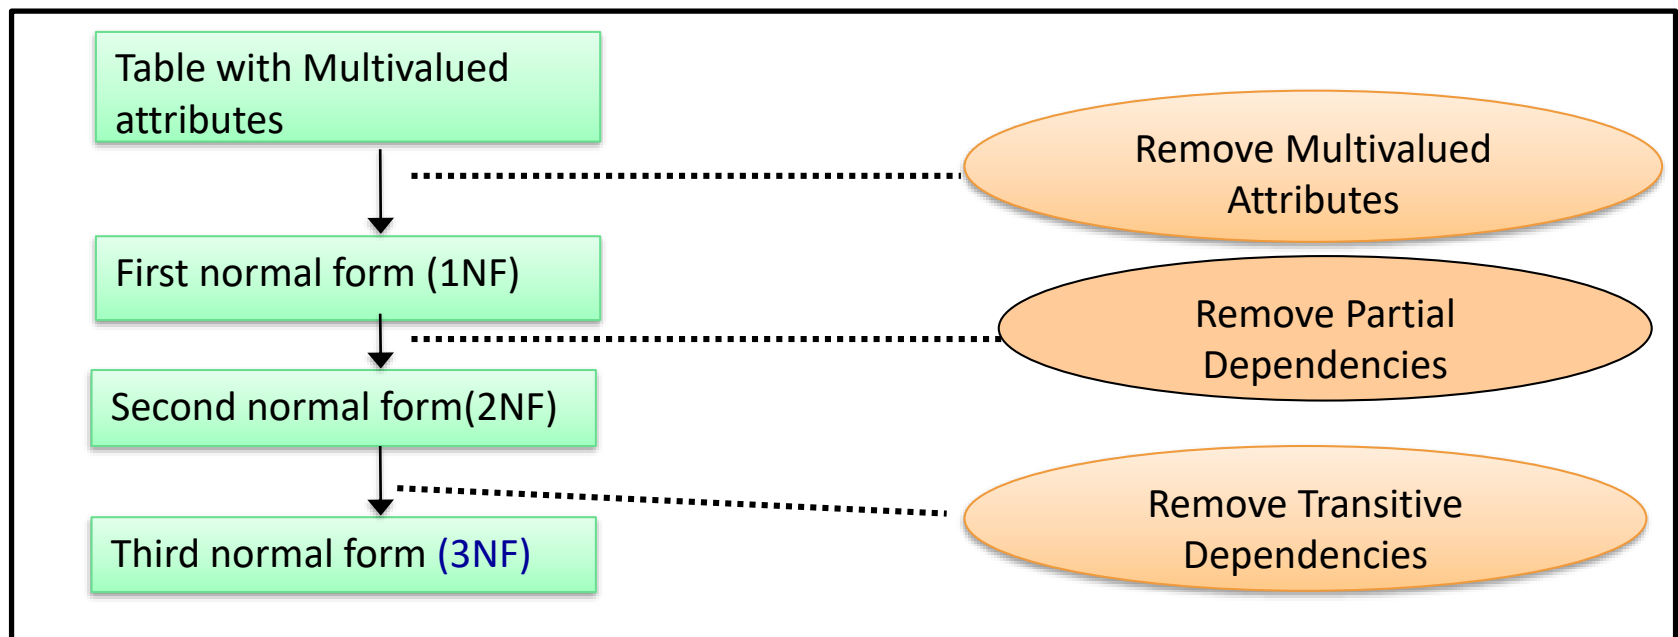 Table with Multivalued
attributes
Remove Multivalued
Attributes
First normal form (1NF)
Remove Partial
Dependencies
Second normal form(2NF)
Remove Transitive
Dependencies
Third normal form (3NF)